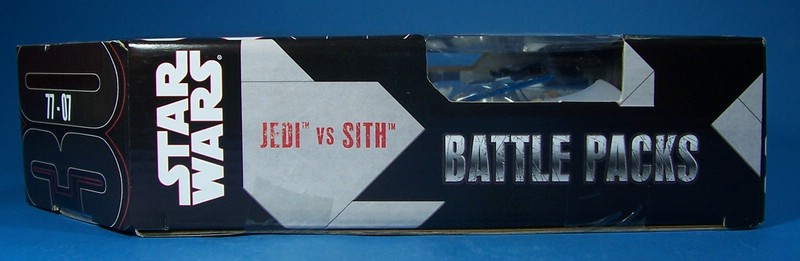 30
77 - 07
STAR
WARS®
JEDI™ vs SITH™
BATTLE PACKS